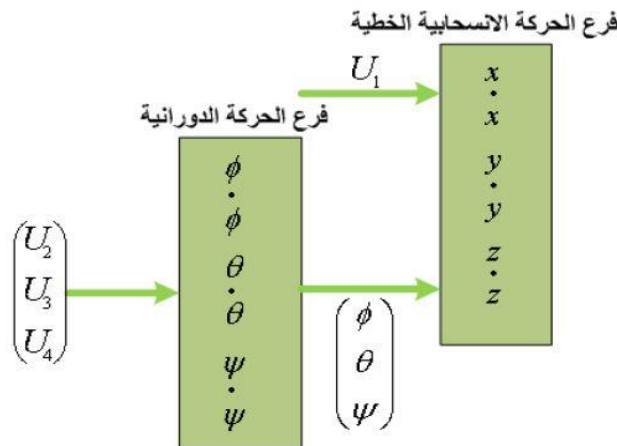 فرع الحركة الانسحابية الخطية
U₁
x
ẋ
y
ẏ
z
ż
فرع الحركة الدورانية
ϕ
ϕ̇
θ
θ̇
ψ
ψ̇
U₂
U₃
U₄
ϕ
θ
ψ